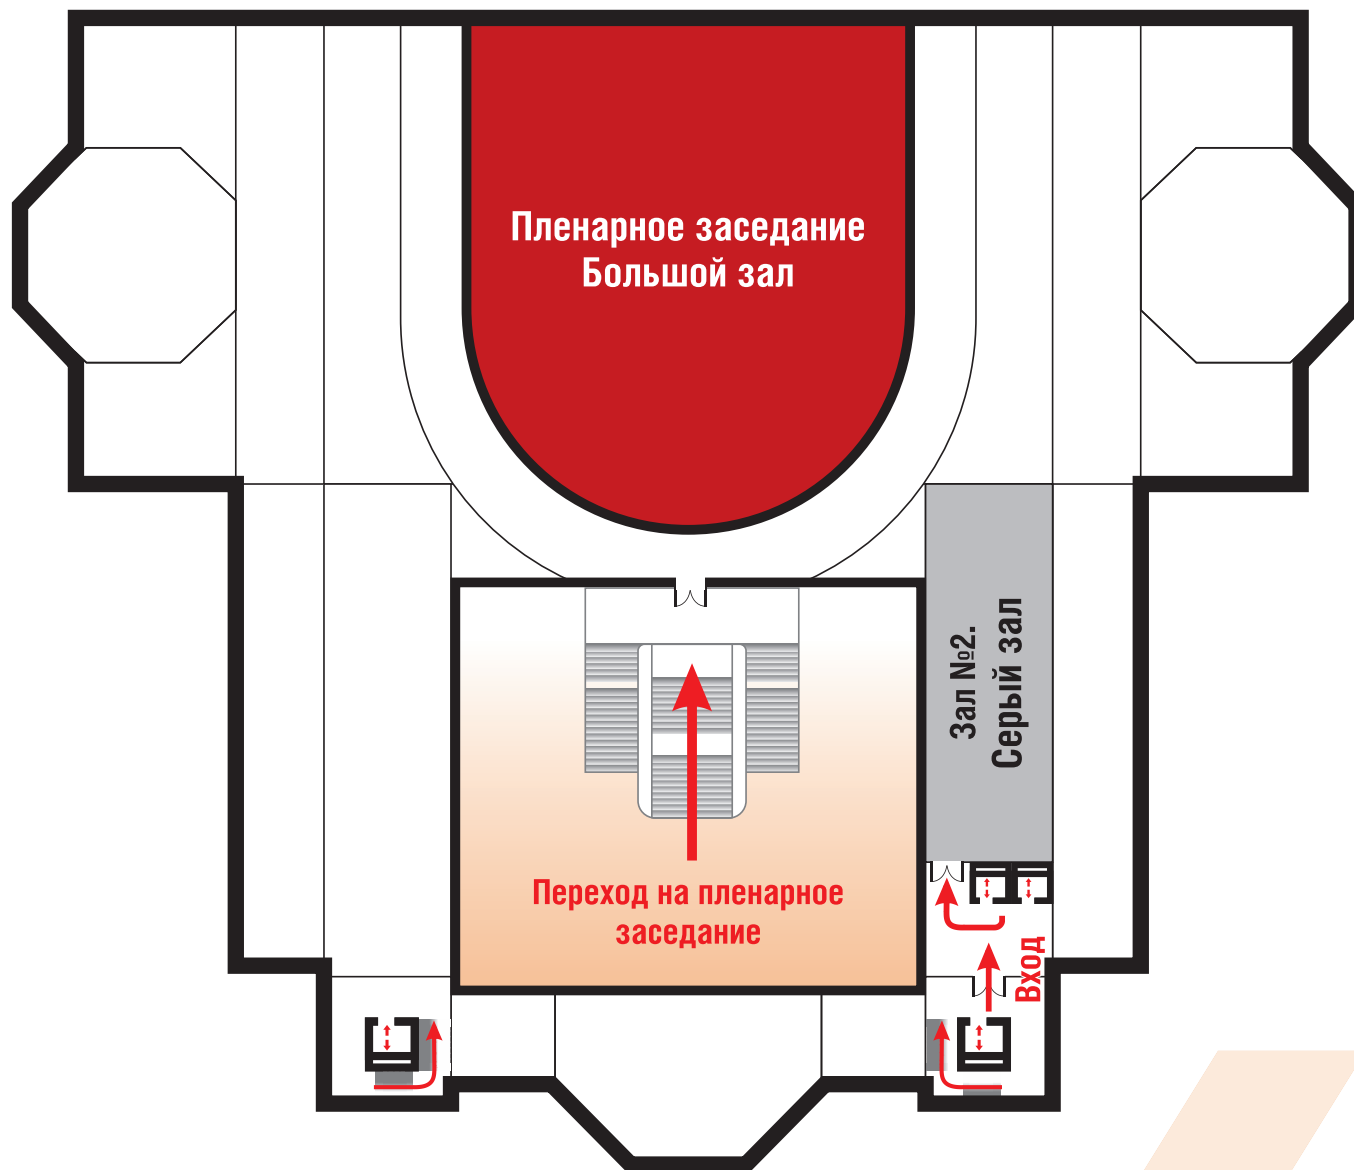 Пленарное заседание
Большой зал
Зал №2.
Серый зал
Переход на пленарное
заседание
Вход